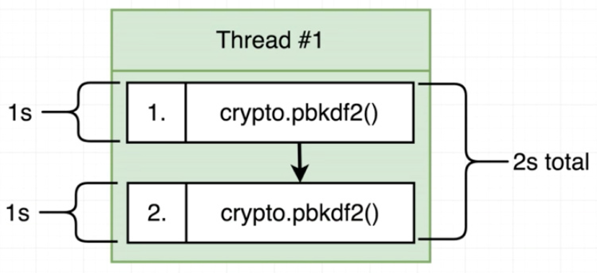 Thread #1
1s
1.
crypto.pbkdf2()
2s total
1s
2.
crypto.pbkdf2()